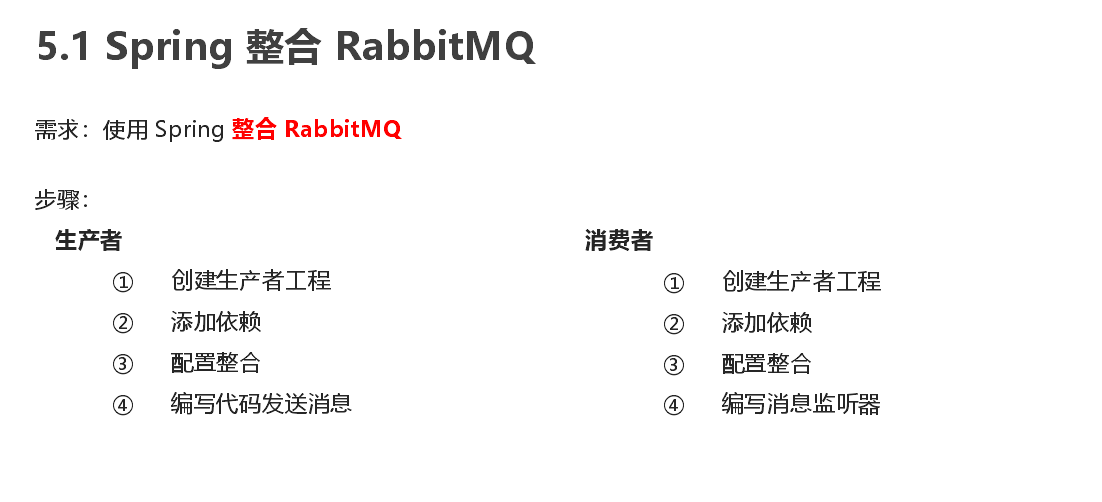 5.1 Spring 整合 RabbitMQ
需求：使用 Spring 整合 RabbitMQ
步骤：
生产者
① 创建生产者工程
② 添加依赖
③ 配置整合
④ 编写代码发送消息
消费者
① 创建生产者工程
② 添加依赖
③ 配置整合
④ 编写消息监听器